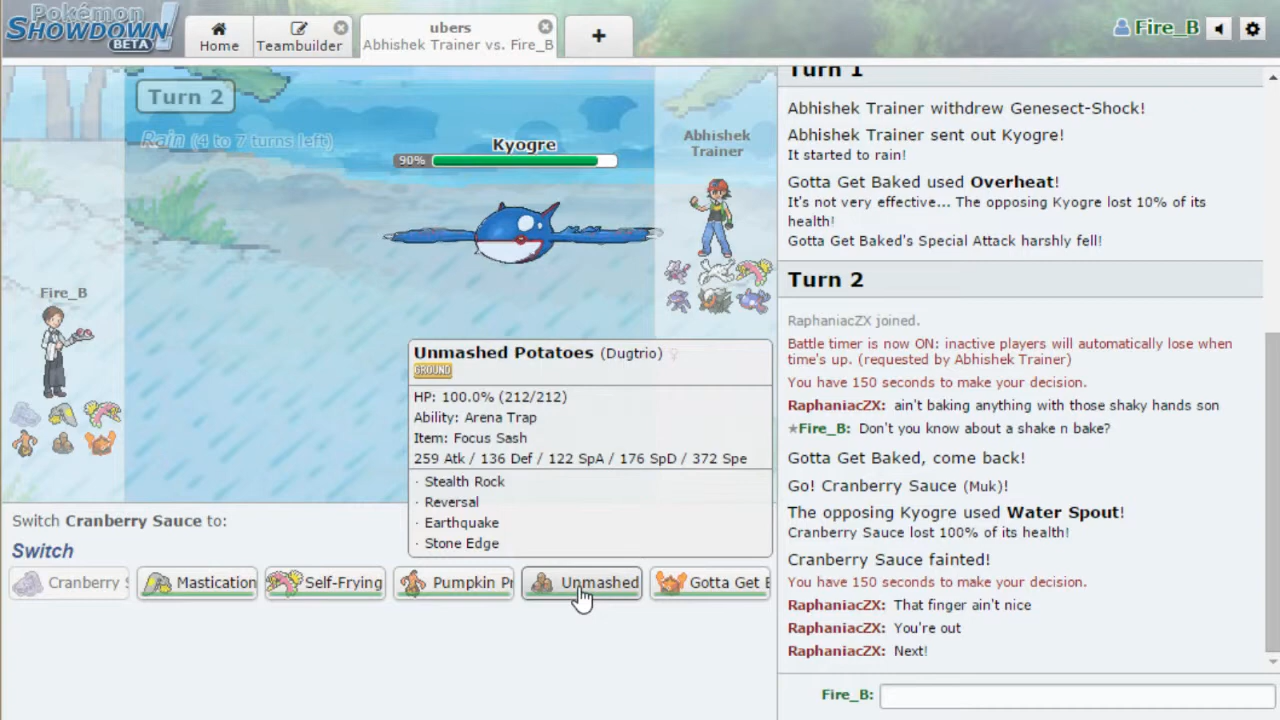 Pokémon
SHOWDOWN!
BETA
Home
Teambuilder
ubers
Abhishek Trainer vs. Fire_B
+
Fire_B
Turn 2
Rain (4 to 7 turns left)
Kyogre
90%
Abhishek
Trainer
Fire_B
Unmashed Potatoes (Dugtrio) ♀
GROUND
HP: 100.0% (212/212)
Ability: Arena Trap
Item: Focus Sash
259 Atk / 136 Def / 122 SpA / 176 SpD / 372 Spe
· Stealth Rock
· Reversal
· Earthquake
· Stone Edge
Switch Cranberry Sauce to:
Switch
Cranberry S
Mastication
Self-Frying
Pumpkin Pr
Unmashed
Gotta Get B
Turn 1
Abhishek Trainer withdrew Genesect-Shock!
Abhishek Trainer sent out Kyogre!
It started to rain!
Gotta Get Baked used Overheat!
It's not very effective... The opposing Kyogre lost 10% of its
health!
Gotta Get Baked's Special Attack harshly fell!
Turn 2
RaphaniacZX joined.
Battle timer is now ON: inactive players will automatically lose when
time's up. (requested by Abhishek Trainer)
You have 150 seconds to make your decision.
RaphaniacZX: ain't baking anything with those shaky hands son
★Fire_B: Don't you know about a shake n bake?
Gotta Get Baked, come back!
Go! Cranberry Sauce (Muk)!
The opposing Kyogre used Water Spout!
Cranberry Sauce lost 100% of its health!
Cranberry Sauce fainted!
You have 150 seconds to make your decision.
RaphaniacZX: That finger ain't nice
RaphaniacZX: You're out
RaphaniacZX: Next!
Fire_B: